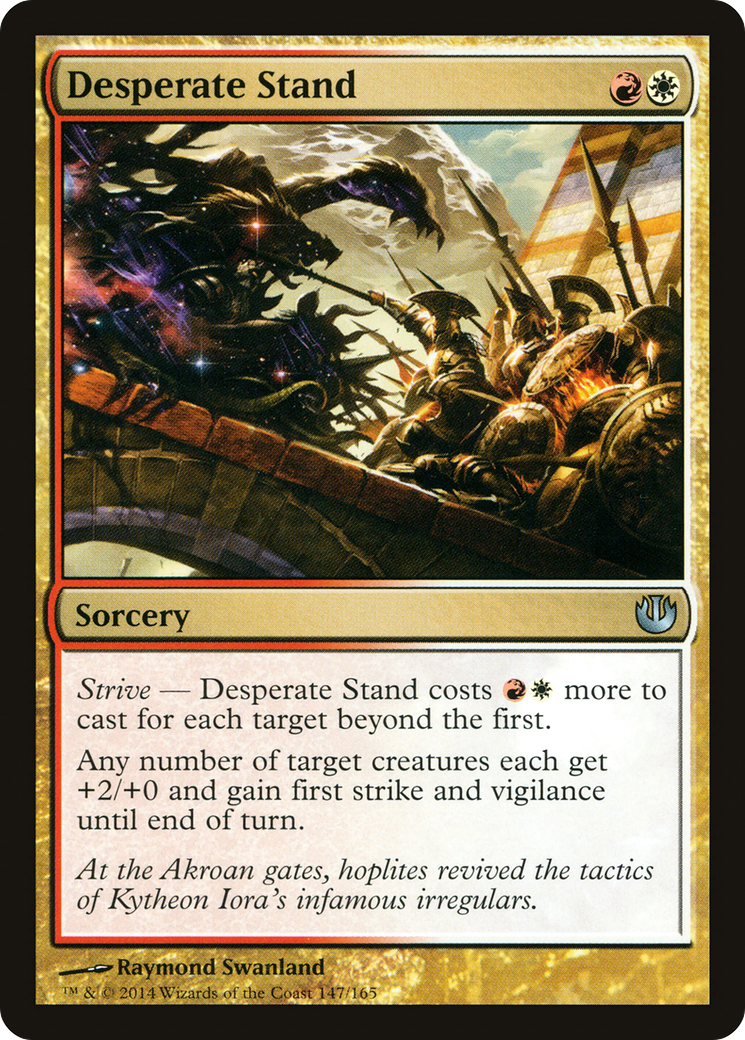 Desperate Stand
Sorcery
Strive — Desperate Stand costs more to
cast for each target beyond the first.
Any number of target creatures each get
+2/+0 and gain first strike and vigilance
until end of turn.
At the Akroan gates, hoplites revived the tactics
of Kytheon Iora's infamous irregulars.
Raymond Swanland
™ & © 2014 Wizards of the Coast 147/165